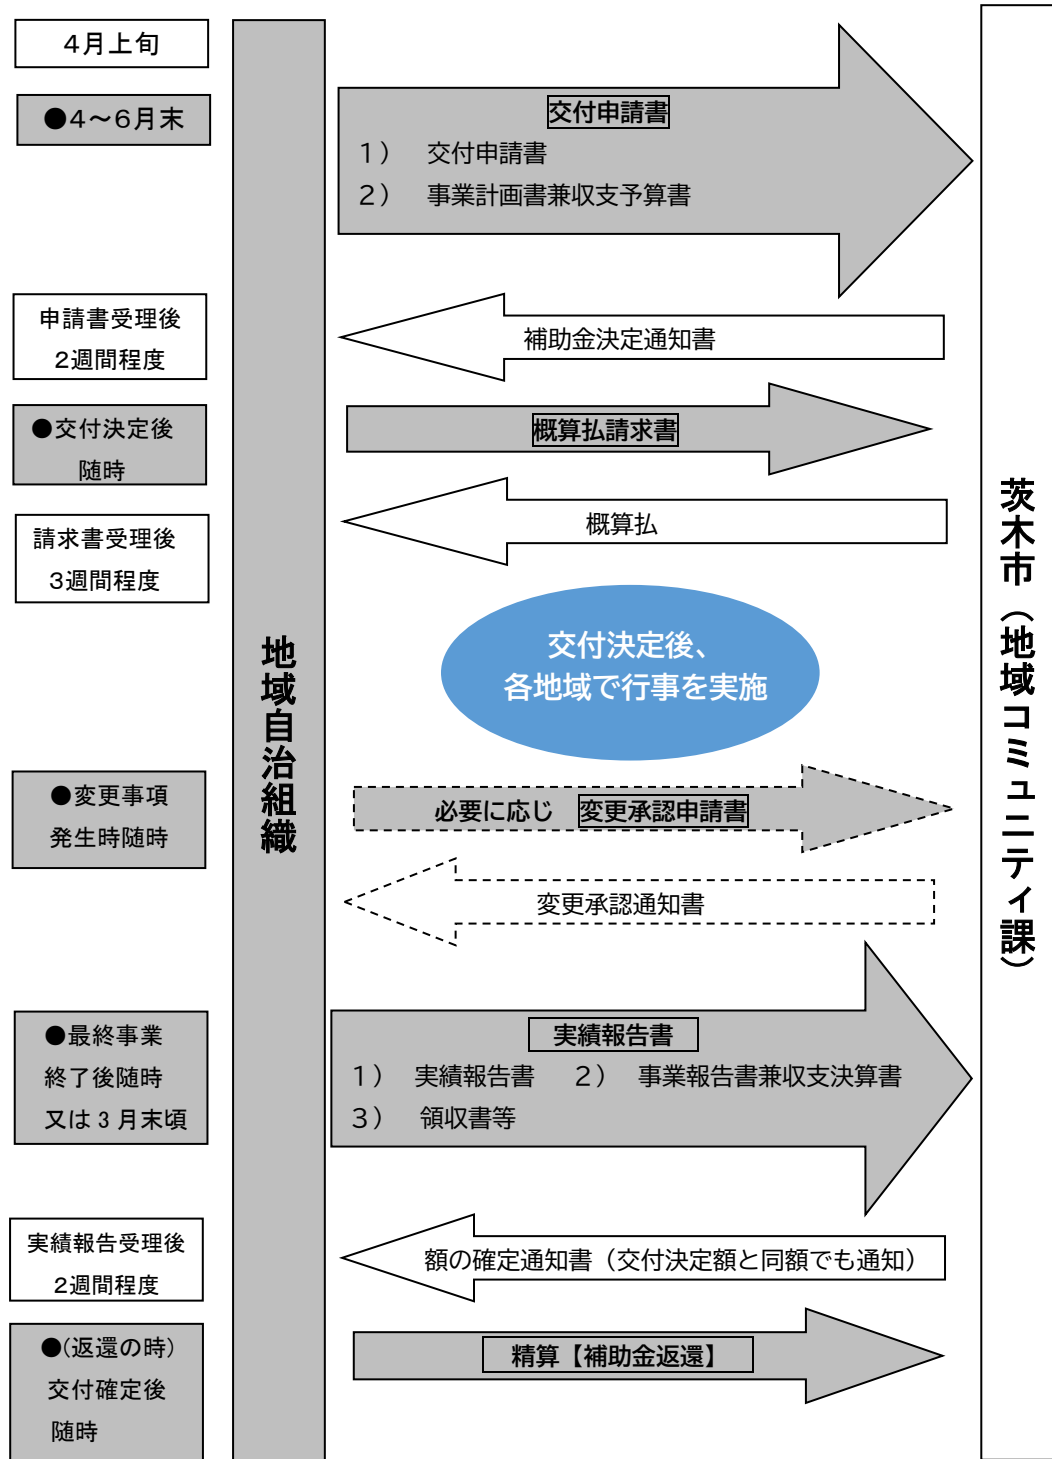 4月上旬
●4～6月末
交付申請書
1）　交付申請書
2）　事業計画書兼収支予算書
申請書受理後
2週間程度
補助金決定通知書
●交付決定後
随時
概算払請求書
請求書受理後
3週間程度
概算払
交付決定後、
各地域で行事を実施
地域自治組織
茨木市（地域コミュニティ課）
●変更事項
発生時随時
必要に応じ　変更承認申請書
変更承認通知書
●最終事業
終了後随時
又は3月末頃
実績報告書
1）　実績報告書　2）　事業報告書兼収支決算書
3）　領収書等
実績報告受理後
2週間程度
額の確定通知書（交付決定額と同額でも通知）
●(返還の時)
交付確定後
随時
精算【補助金返還】